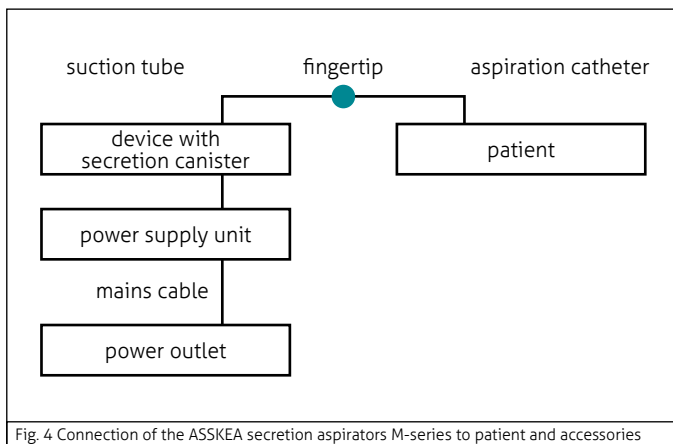 suction tube fingertip aspiration catheter
device with
secretion canister
patient
power supply unit
mains cable
power outlet
Fig. 4 Connection of the ASSKEA secretion aspirators M-series to patient and accessories